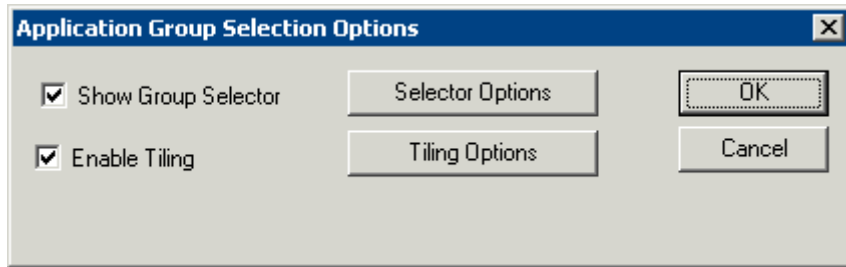 Application Group Selection Options
Show Group Selector
Selector Options
OK
Enable Tiling
Tiling Options
Cancel